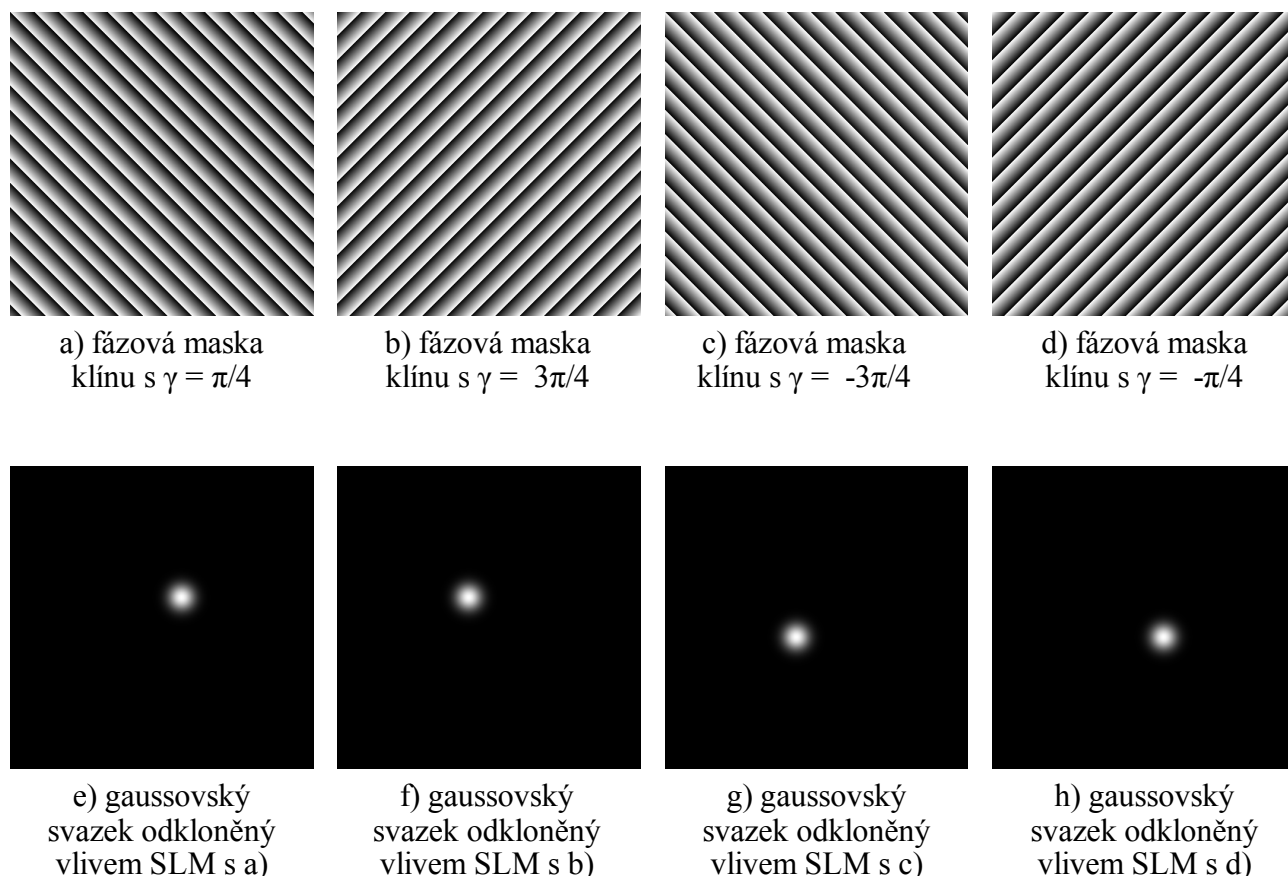 a) fázová maska
klínu s γ = π/4
b) fázová maska
klínu s γ =  3π/4
c) fázová maska
klínu s γ =  -3π/4
d) fázová maska
klínu s γ =  -π/4
e) gaussovský
svazek odkloněný
vlivem SLM s a)
f) gaussovský
svazek odkloněný
vlivem SLM s b)
g) gaussovský
svazek odkloněný
vlivem SLM s c)
h) gaussovský
svazek odkloněný
vlivem SLM s d)